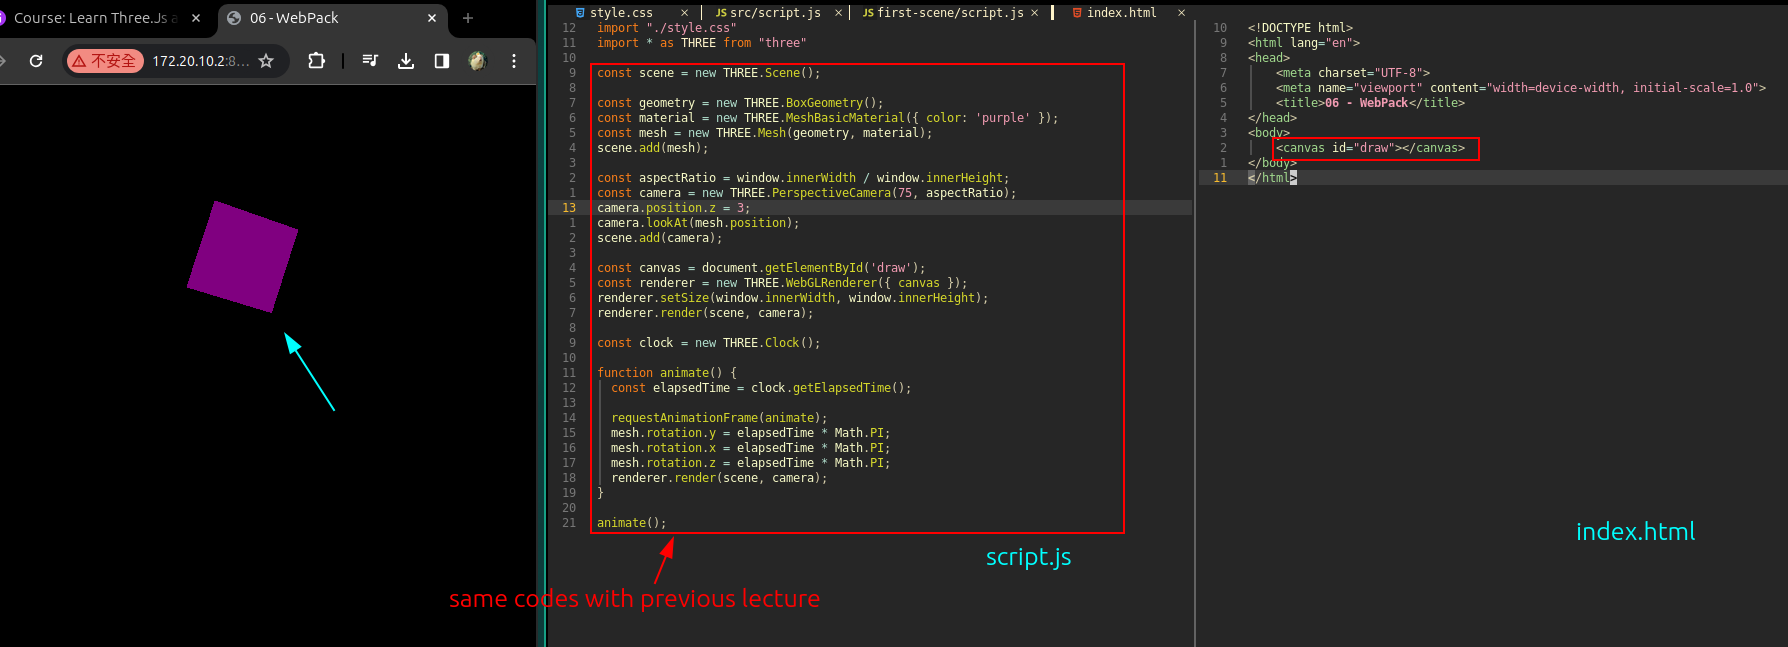 Course: Learn Three.Js a
06 - WebPack
不安全
172.20.10.2:8...
style.css
JS src/script.js
JS first-scene/script.js
index.html
12 import "./style.css"
11 import * as THREE from "three"
10
9 const scene = new THREE.Scene();
8
7 const geometry = new THREE.BoxGeometry();
6 const material = new THREE.MeshBasicMaterial({ color: 'purple' });
5 const mesh = new THREE.Mesh(geometry, material);
4 scene.add(mesh);
3
2 const aspectRatio = window.innerWidth / window.innerHeight;
1 const camera = new THREE.PerspectiveCamera(75, aspectRatio);
13 camera.position.z = 3;
1 camera.lookAt(mesh.position);
2 scene.add(camera);
3
4 const canvas = document.getElementById('draw');
5 const renderer = new THREE.WebGLRenderer({ canvas });
6 renderer.setSize(window.innerWidth, window.innerHeight);
7 renderer.render(scene, camera);
8
9 const clock = new THREE.Clock();
10
11 function animate() {
12 const elapsedTime = clock.getElapsedTime();
13
14 requestAnimationFrame(animate);
15 mesh.rotation.y = elapsedTime * Math.PI;
16 mesh.rotation.x = elapsedTime * Math.PI;
17 mesh.rotation.z = elapsedTime * Math.PI;
18 renderer.render(scene, camera);
19 }
20
21 animate();
script.js
same codes with previous lecture
10 <!DOCTYPE html>
9 <html lang="en">
8 <head>
7 <meta charset="UTF-8">
6 <meta name="viewport" content="width=device-width, initial-scale=1.0">
5 <title>06 - WebPack</title>
4 </head>
3 <body>
2 <canvas id="draw"></canvas>
1 </body>
11 </html>
index.html